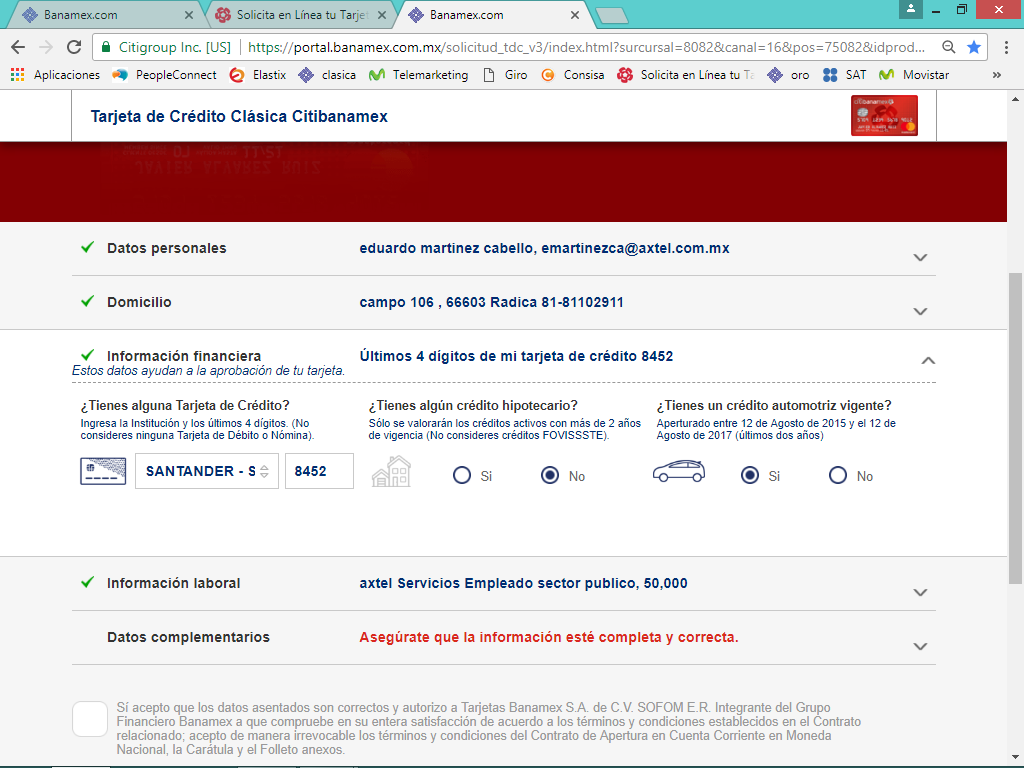 Banamex.com
Solicita en Línea tu Tarjet
Banamex.com
Citigroup Inc. [US]
https://portal.banamex.com.mx/solicitud_tdc_v3/index.html?surcursal=8082&canal=16&pos=75082&idprod...
Aplicaciones
PeopleConnect
Elastix
clasica
Telemarketing
Giro
Consisa
Solicita en Línea tu Ta
oro
SAT
Movistar
»
Tarjeta de Crédito Clásica Citibanamex
citibanamex
Datos personales
eduardo martinez cabello, emartinezca@axtel.com.mx
Domicilio
campo 106 , 66603 Radica 81-81102911
Información financiera
Últimos 4 dígitos de mi tarjeta de crédito 8452
Estos datos ayudan a la aprobación de tu tarjeta.
¿Tienes alguna Tarjeta de Crédito?
Ingresa la Institución y los últimos 4 dígitos. (No
consideres ninguna Tarjeta de Débito o Nómina).
SANTANDER - S
8452
¿Tienes algún crédito hipotecario?
Sólo se valorarán los créditos activos con más de 2 años
de vigencia (No consideres créditos FOVISSSTE).
Si
No
¿Tienes un crédito automotriz vigente?
Aperturado entre 12 de Agosto de 2015 y el 12 de
Agosto de 2017 (últimos dos años)
Si
No
Información laboral
axtel Servicios Empleado sector publico, 50,000
Datos complementarios
Asegúrate que la información esté completa y correcta.
Sí acepto que los datos asentados son correctos y autorizo a Tarjetas Banamex S.A. de C.V. SOFOM E.R. Integrante del Grupo
Financiero Banamex a que compruebe en su entera satisfacción de acuerdo a los términos y condiciones establecidos en el Contrato
relacionado; acepto de manera irrevocable los términos y condiciones del Contrato de Apertura en Cuenta Corriente en Moneda
Nacional, la Carátula y el Folleto anexos.